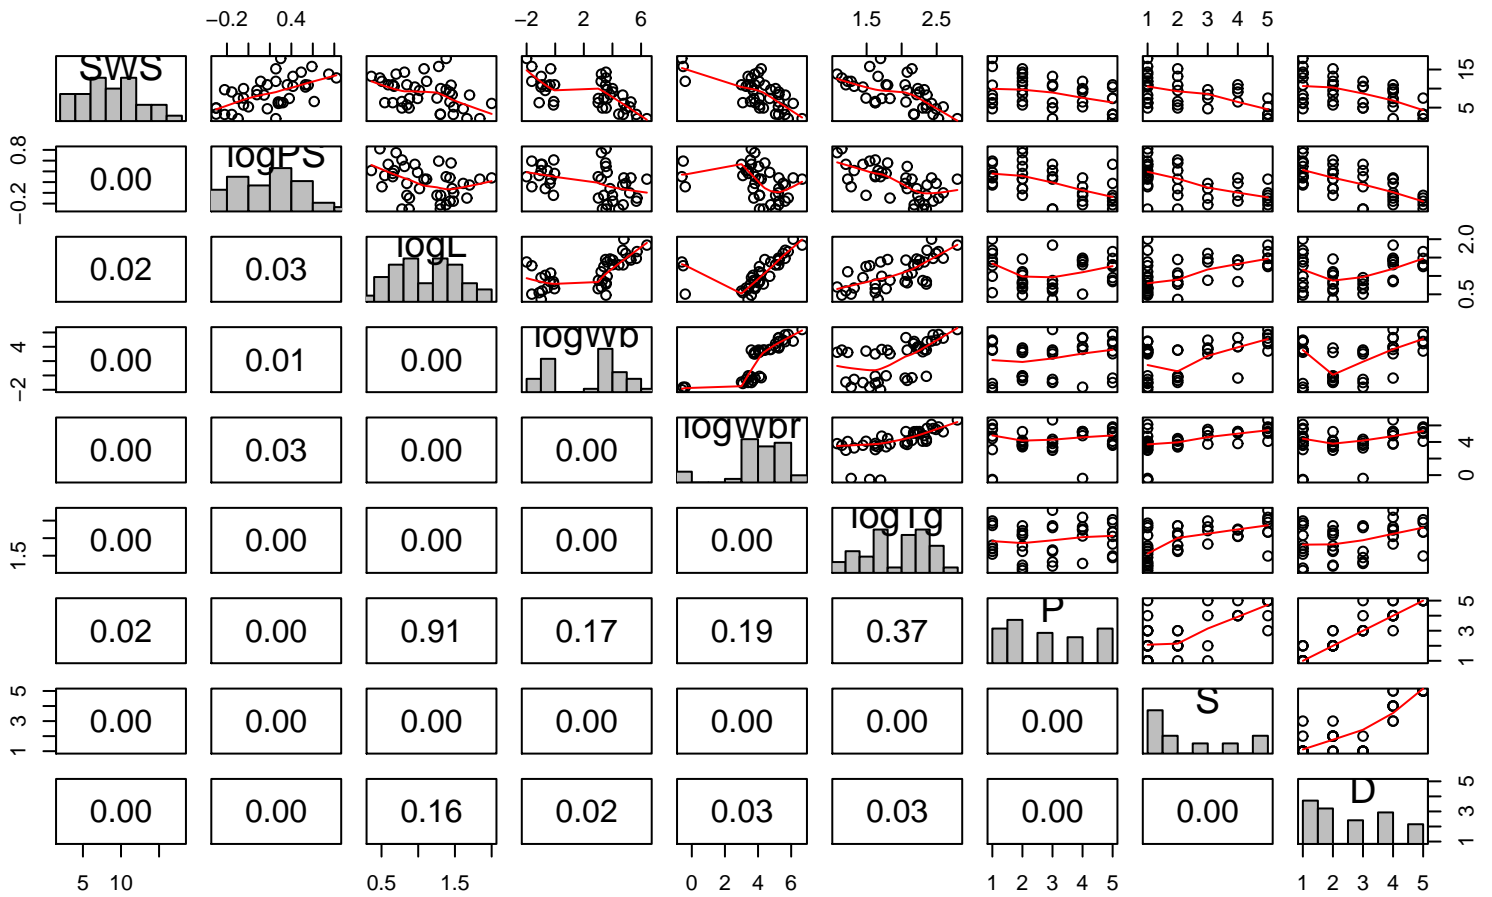 −0.2 0.4 −2 2 6 1.5 2.5 1 2 3 4 5
SWS 5 15
−0.2 0.8 0.00 logPS
0.02 0.03 logL 0.5 2.0
−2 4 0.00 0.01 0.00 logWb
0.00 0.03 0.00 0.00 logWbr 0 4
1.5 0.00 0.00 0.00 0.00 0.00 logTg
0.02 0.00 0.91 0.17 0.19 0.37 P 1 3 5
1 3 5 0.00 0.00 0.00 0.00 0.00 0.00 0.00 S
0.00 0.00 0.16 0.02 0.03 0.03 0.00 0.00 D 1 3 5
5 10 0.5 1.5 0 2 4 6 1 2 3 4 5 1 2 3 4 5